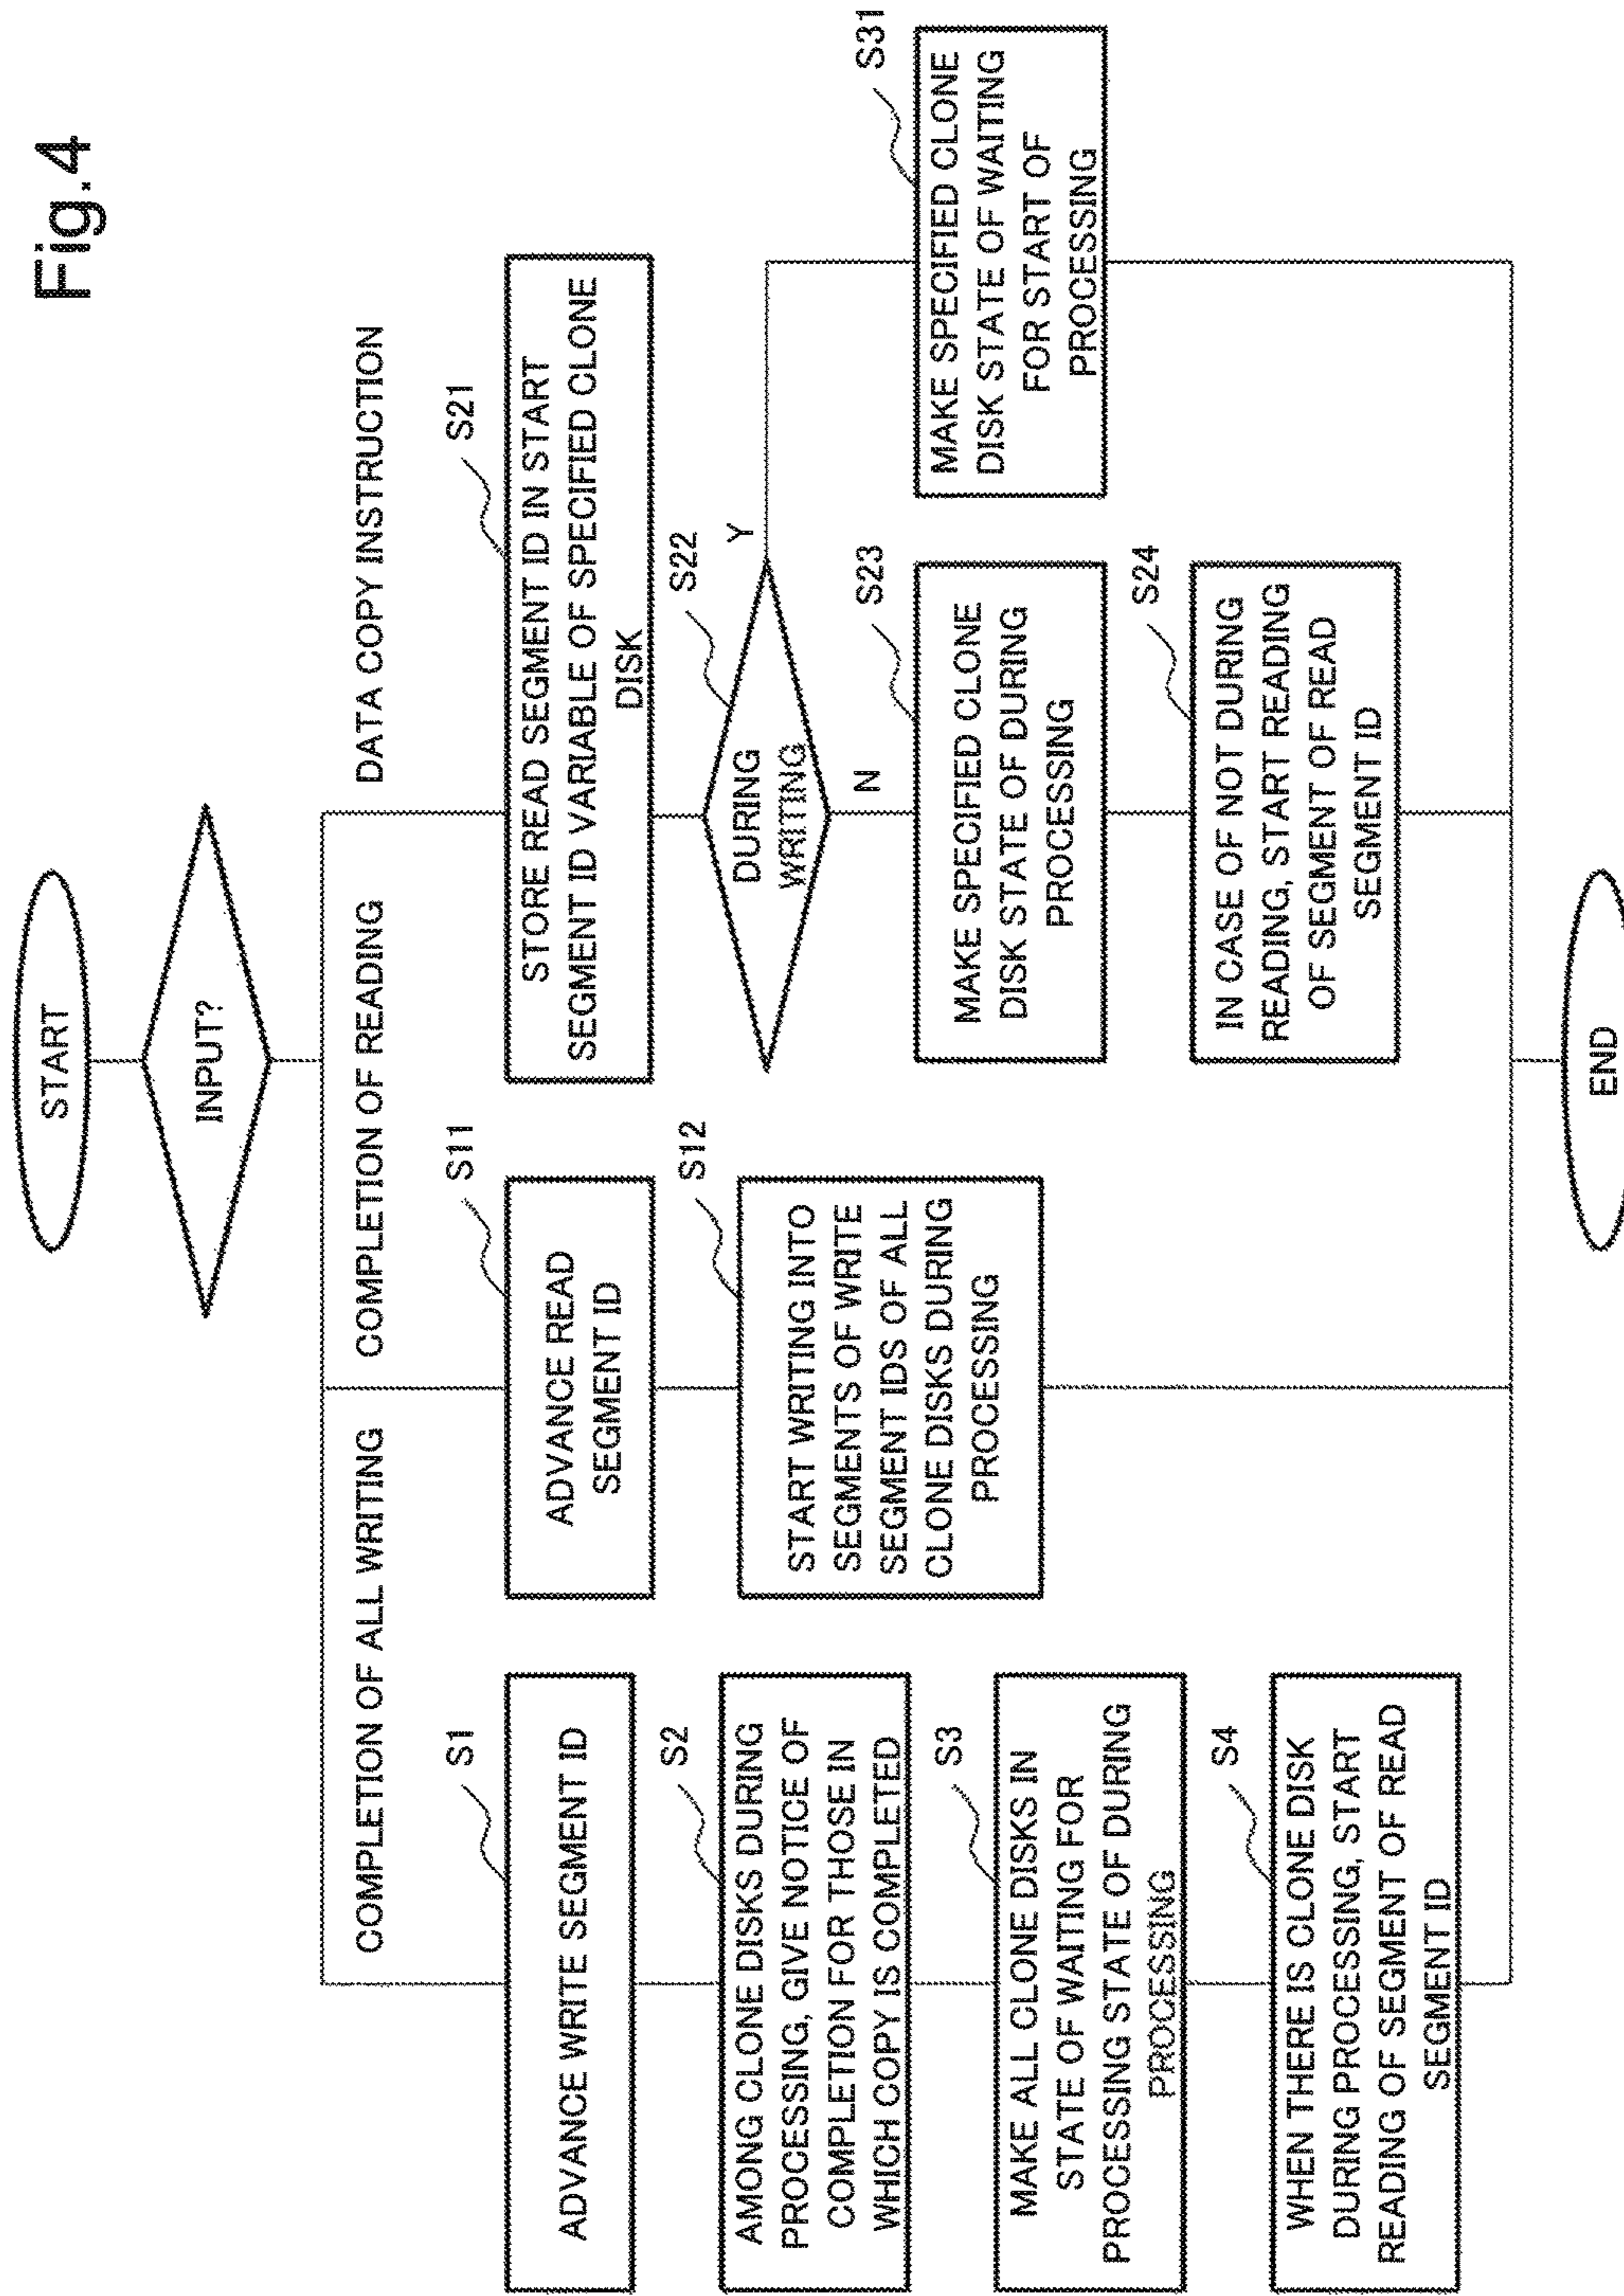 Fig.4
START
INPUT?
COMPLETION OF ALL WRITING
COMPLETION OF READING
DATA COPY INSTRUCTION
S1
ADVANCE WRITE SEGMENT ID
S2
AMONG CLONE DISKS DURING
PROCESSING, GIVE NOTICE OF
COMPLETION FOR THOSE IN
WHICH COPY IS COMPLETED
S3
MAKE ALL CLONE DISKS IN
STATE OF WAITING FOR
PROCESSING STATE OF DURING
PROCESSING
S4
WHEN THERE IS CLONE DISK
DURING PROCESSING, START
READING OF SEGMENT OF READ
SEGMENT ID
S11
ADVANCE READ
SEGMENT ID
S12
START WRITING INTO
SEGMENTS OF WRITE
SEGMENT IDS OF ALL
CLONE DISKS DURING
PROCESSING
S21
STORE READ SEGMENT ID IN START
SEGMENT ID VARIABLE OF SPECIFIED CLONE
DISK
S22
DURING
WRITING
Y
N
S23
MAKE SPECIFIED CLONE
DISK STATE OF DURING
PROCESSING
S24
IN CASE OF NOT DURING
READING, START READING
OF SEGMENT OF READ
SEGMENT ID
S31
MAKE SPECIFIED CLONE
DISK STATE OF WAITING
FOR START OF
PROCESSING
END